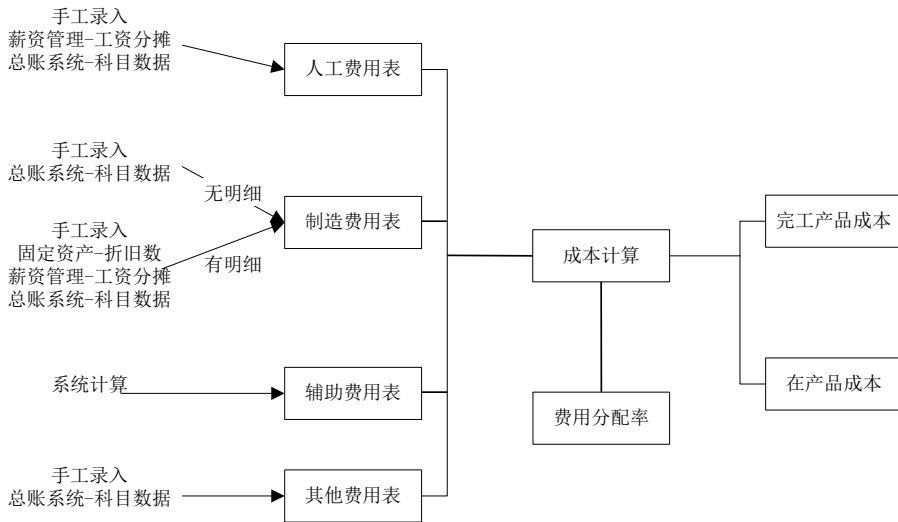 手工录入
薪资管理-工资分摊
总账系统-科目数据
人工费用表
手工录入
总账系统-科目数据
无明细
制造费用表
手工录入
固定资产-折旧数
薪资管理-工资分摊
总账系统-科目数据
有明细
系统计算
辅助费用表
手工录入
总账系统-科目数据
其他费用表
成本计算
费用分配率
完工产品成本
在产品成本